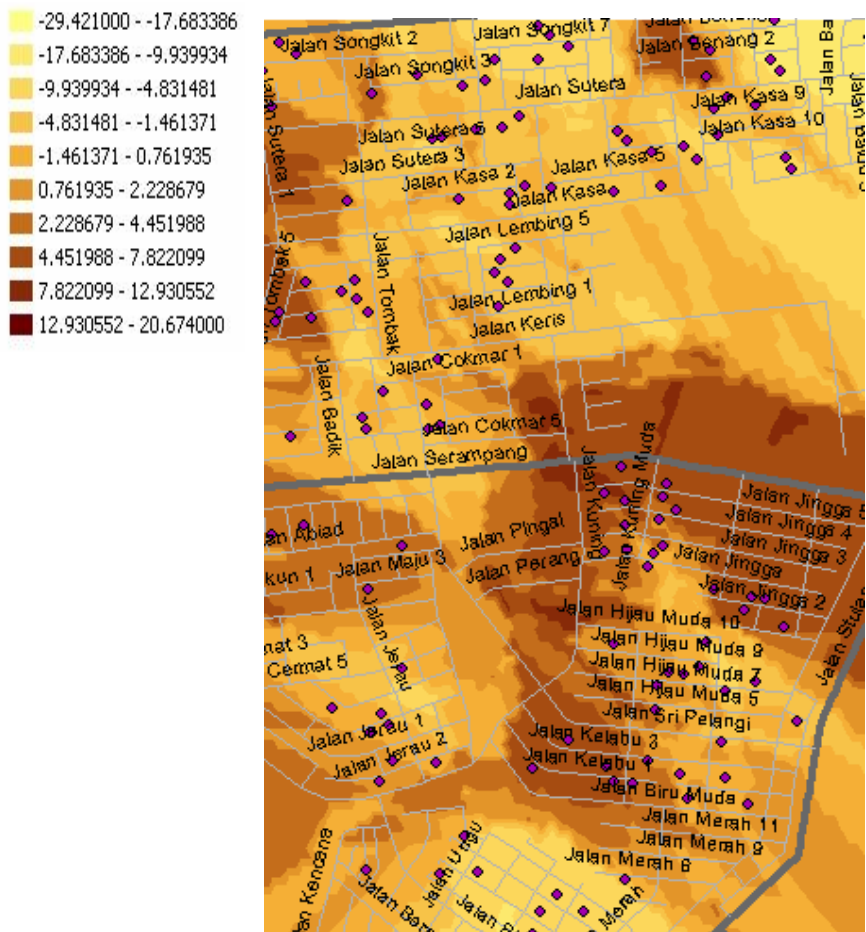 -29.421000 - -17.683386
-17.683386 - -9.939934
-9.939934 - -4.831481
-4.831481 - -1.461371
-1.461371 - 0.761935
0.761935 - 2.228679
2.228679 - 4.451988
4.451988 - 7.822099
7.822099 - 12.930552
12.930552 - 20.674000
Jalan Songkit 2
Jalan Songkit 7
Jalan Benang 2
Jalan Songkit 3
Jalan Sutera
Jalan Kasa 9
Jalan Kasa 10
Jalan Sutera 1
Jalan Sutera 5
Jalan Sutera 3
Jalan Kasa 2
Jalan Kasa 5
Jalan Kasa
Jalan Lembing 5
Jalan Tombak
Jalan Lembing 1
Jalan Keris
Jalan Cokmar 1
Jalan Badik
Jalan Cokmar 5
Jalan Serampang
Jalan Kuning Muda
Jalan Jingga 5
Jalan Jingga 4
Jalan Jingga 3
Jalan Jingga
Jalan Jingga 2
Abiad
Jalan Pingai
Jalan Perang
kun 1
Jalan Maju 3
Jalan Hijau Muda 10
Jalan Hijau Muda 9
Jalan Hijau Muda 7
Jalan Hijau Muda 5
Jalan Sri Pelangi
mat 3
Cermat 5
Jalan Jerau
Jalan Jerau 1
Jalan Jerau 2
Jalan Kelabu 3
Jalan Kelabu 1
Jalan Biru Muda
Jalan Merah 11
Jalan Merah 9
Jalan Merah 6
Jalan Ungu
Kencana
Merah